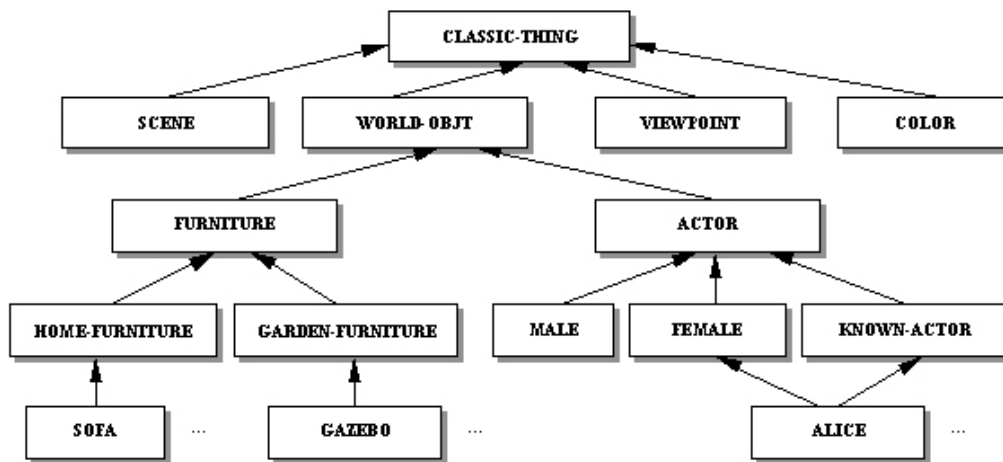 CLASSIC-THING
SCENE
WORLD-OBJT
VIEWPOINT
COLOR
FURNITURE
ACTOR
HOME-FURNITURE
GARDEN-FURNITURE
MALE
FEMALE
KNOWN-ACTOR
SOFA
...
GAZEBO
...
ALICE
...